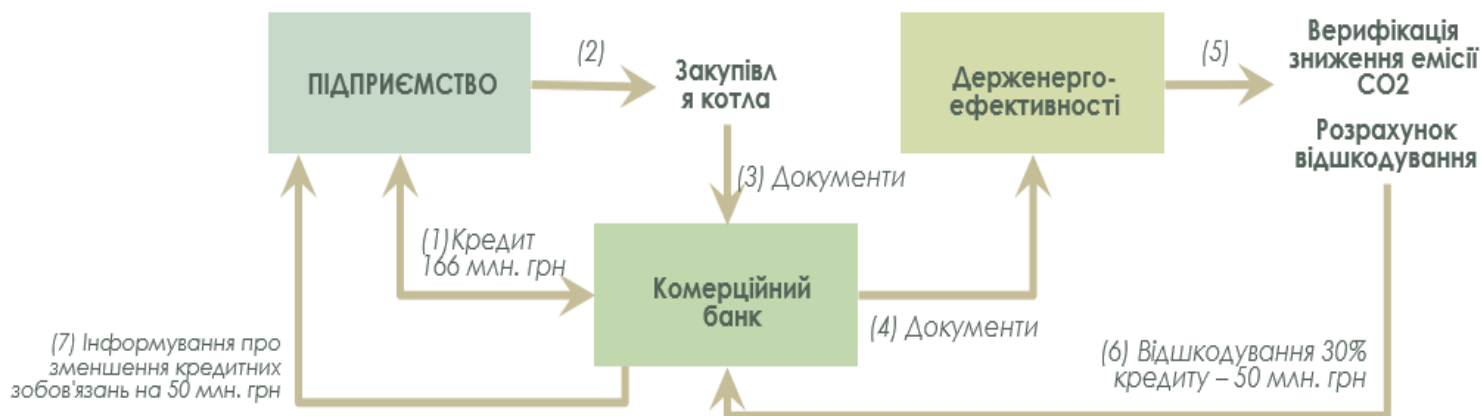 ПІДПРИЄМСТВО
(2)
Закупівл
я котла
Держенерго-
ефективності
(5)
Верифікація
зниження емісії
CO2
Розрахунок
відшкодування
(3) Документи
(1)Кредит
166 млн. грн
Комерційний
банк
(4) Документи
(7) Інформування про
зменшення кредитних
зобов'язань на 50 млн. грн
(6) Відшкодування 30%
кредиту – 50 млн. грн